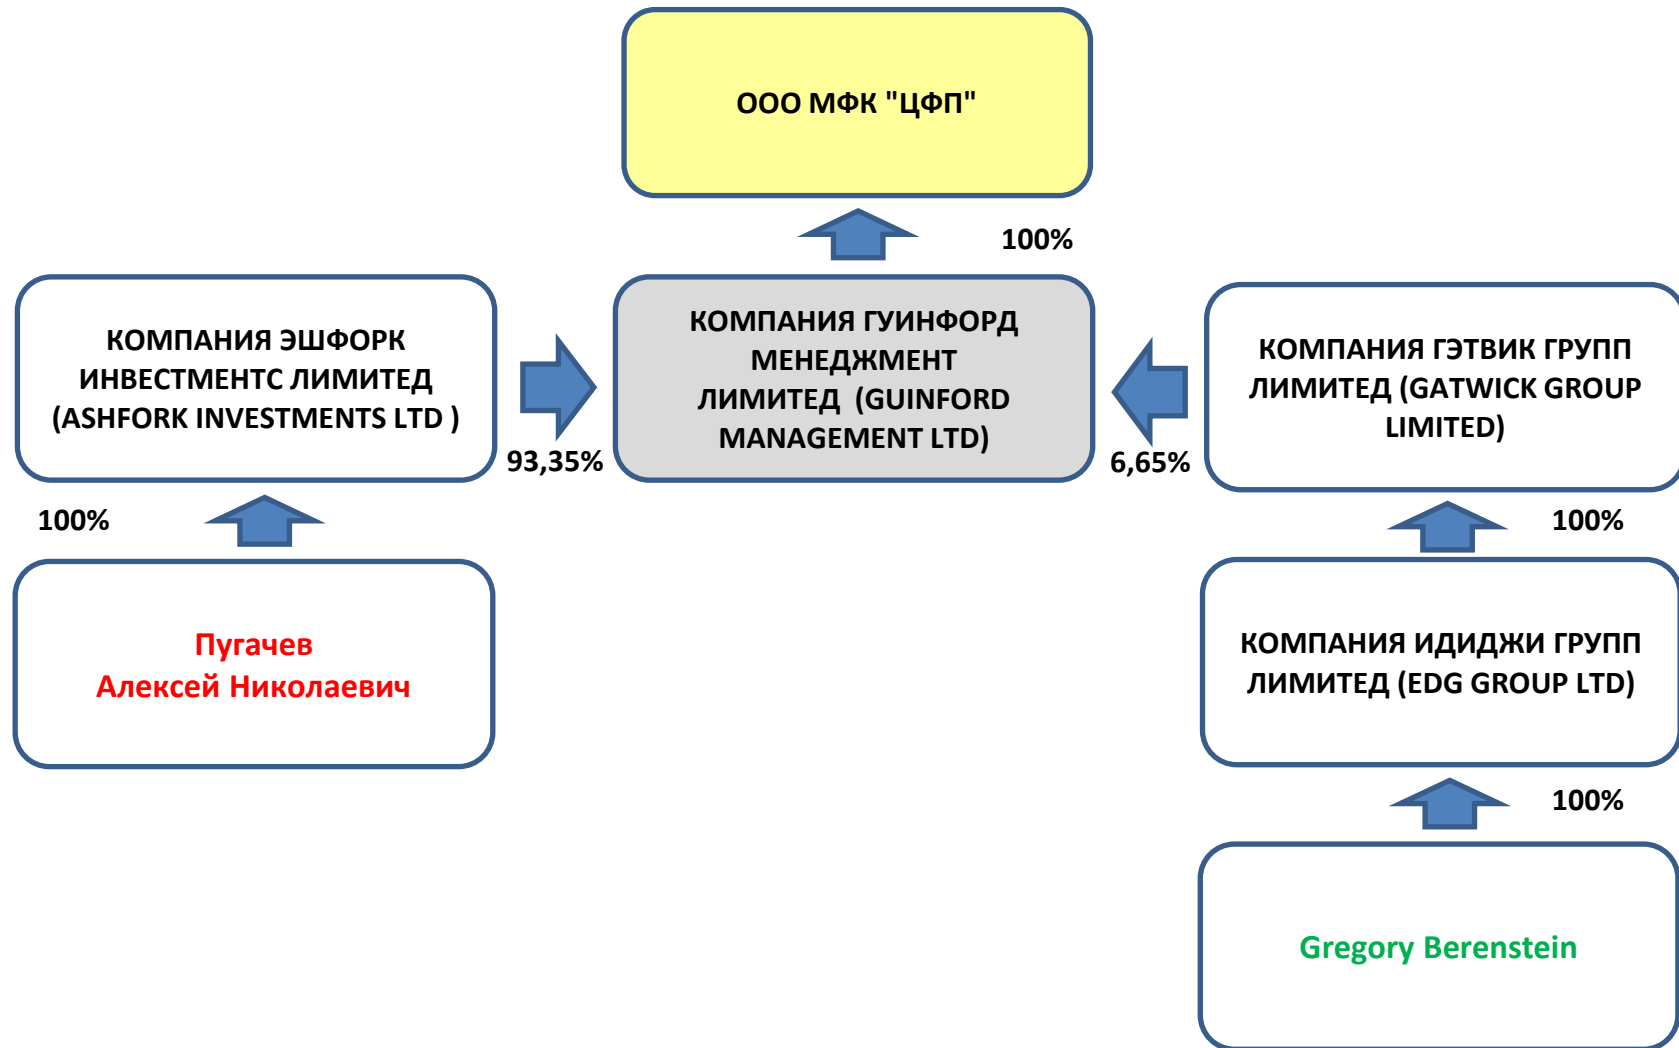 ООО МФК "ЦФП"
100%
КОМПАНИЯ ЭШФОРК
ИНВЕСТМЕНТС ЛИМИТЕД
(ASHFORK INVESTMENTS LTD )
93,35%
КОМПАНИЯ ГУИНФОРД
МЕНЕДЖМЕНТ
ЛИМИТЕД (GUINFORD
MANAGEMENT LTD)
6,65%
КОМПАНИЯ ГЭТВИК ГРУПП
ЛИМИТЕД (GATWICK GROUP
LIMITED)
100%
100%
Пугачев
Алексей Николаевич
КОМПАНИЯ ИДИДЖИ ГРУПП
ЛИМИТЕД (EDG GROUP LTD)
100%
Gregory Berenstein